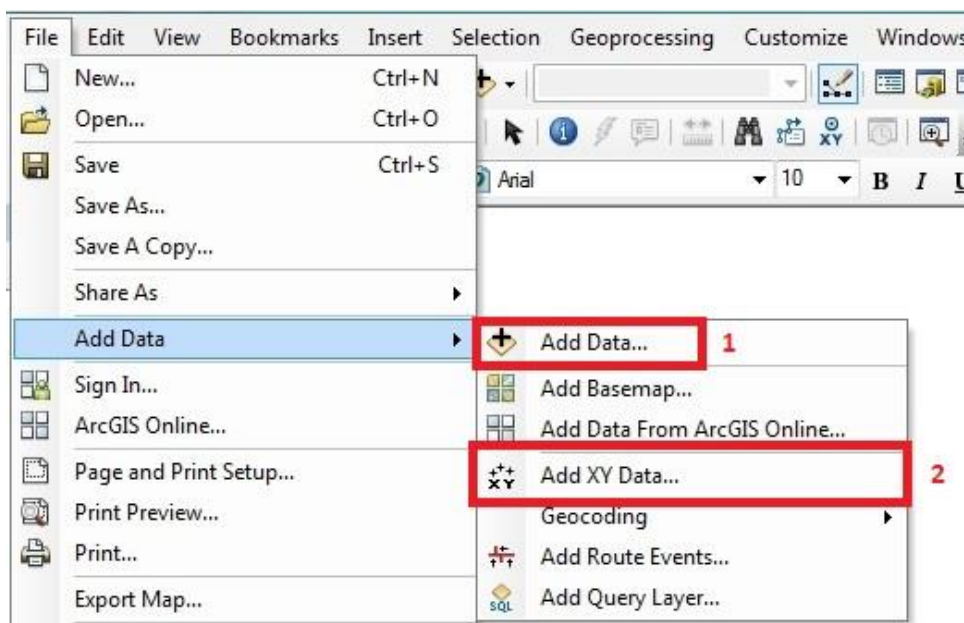 File Edit View Bookmarks Insert Selection Geoprocessing Customize Windows
New... Ctrl+N
Open... Ctrl+O
XY
Save Ctrl+S
Arial 10 B I U
Save As...
Save A Copy...
Share As
Add Data
Add Data... 1
Sign In...
Add Basemap...
ArcGIS Online...
Add Data From ArcGIS Online...
Page and Print Setup...
XY Add XY Data... 2
Print Preview...
Geocoding
Print...
Add Route Events...
Export Map...
SQL Add Query Layer...